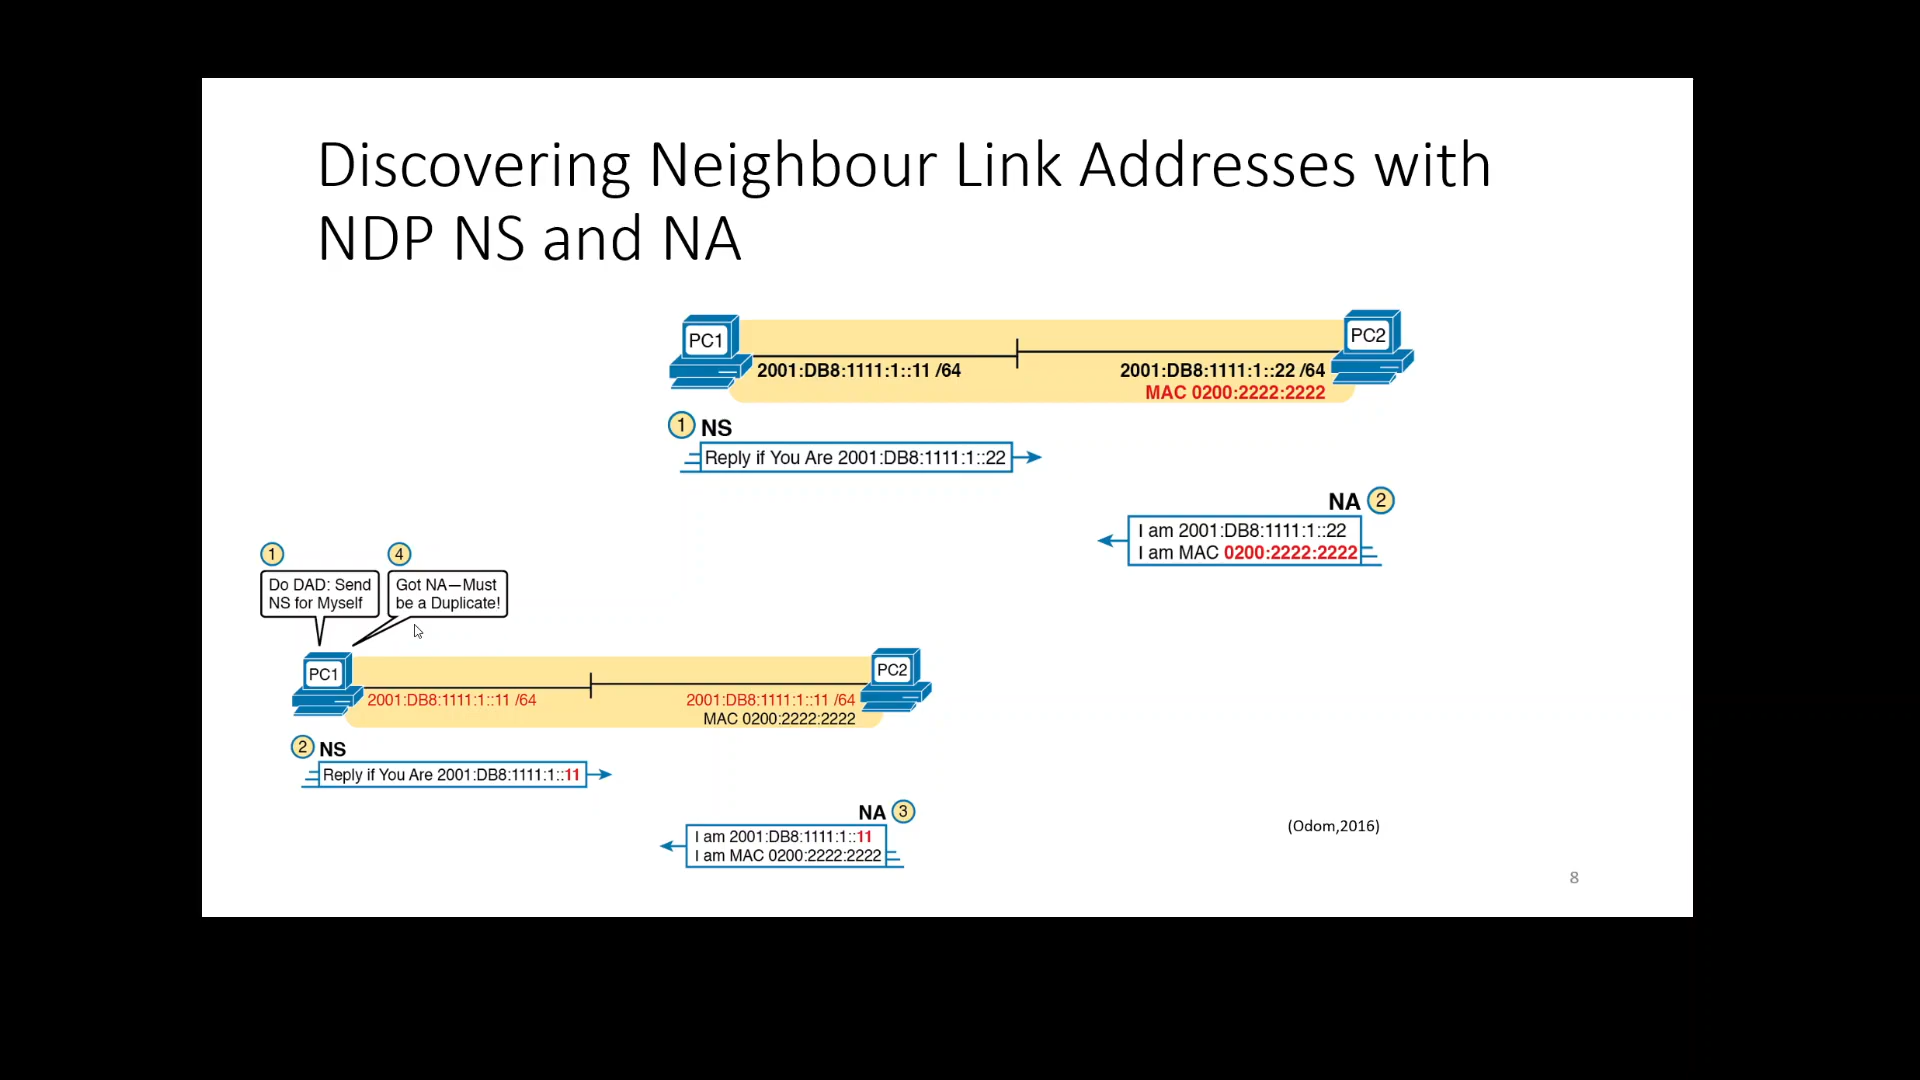 Discovering Neighbour Link Addresses with
NDP NS and NA
PC1
PC2
2001:DB8:1111:1::11 /64
2001:DB8:1111:1::22 /64
MAC 0200:2222:2222
1 NS
Reply if You Are 2001:DB8:1111:1::22
NA 2
I am 2001:DB8:1111:1::22
I am MAC 0200:2222:2222
1
Do DAD: Send
NS for Myself
4
Got NA—Must
be a Duplicate!
PC1
PC2
2001:DB8:1111:1::11 /64
2001:DB8:1111:1::11 /64
MAC 0200:2222:2222
2 NS
Reply if You Are 2001:DB8:1111:1::11
NA 3
I am 2001:DB8:1111:1::11
I am MAC 0200:2222:2222
(Odom,2016)
8